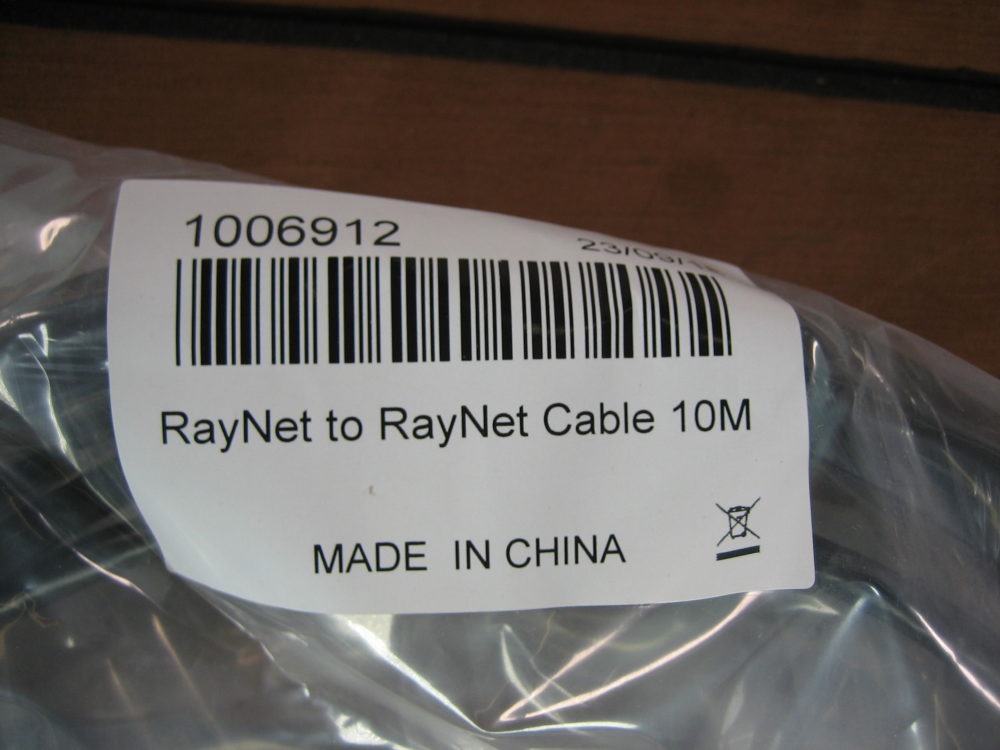 1006912
RayNet to RayNet Cable 10M
MADE IN CHINA